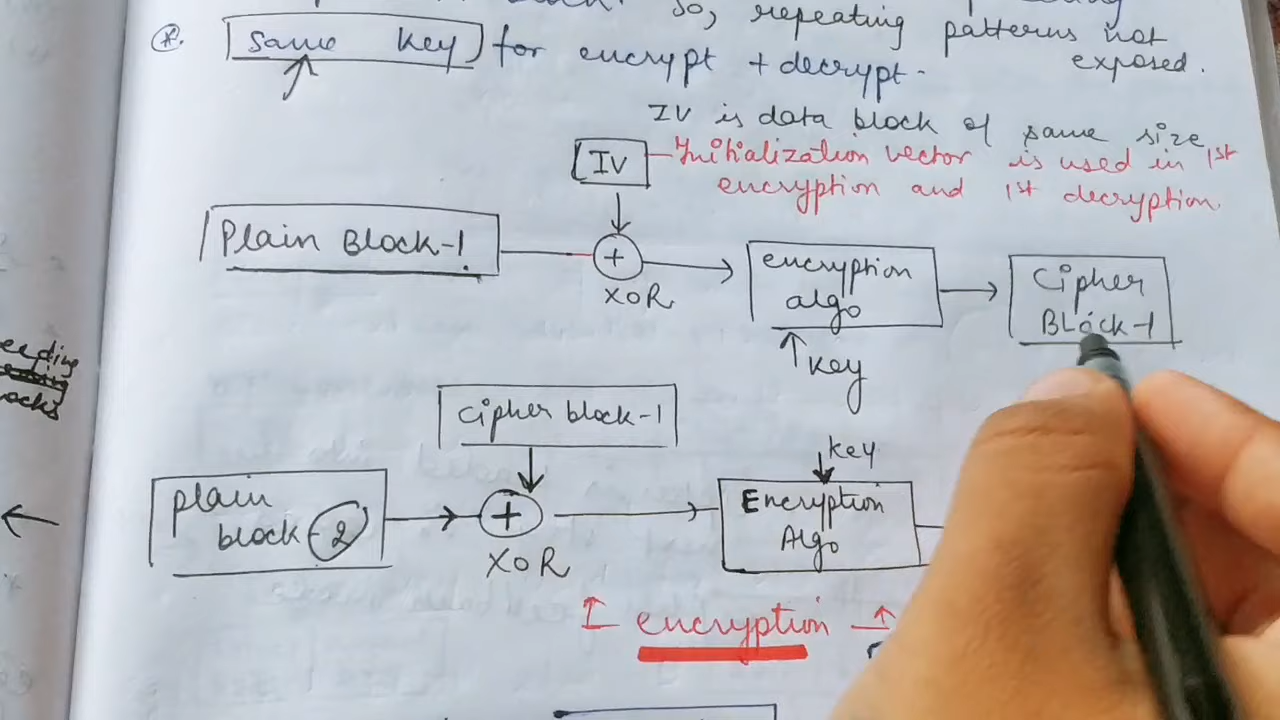 so, repeating patterns not exposed.
*. Same key for encrypt + decrypt.
IV is data block of same size
IV - Initialization vector is used in 1st
encryption and 1st decryption.
Plain Block-1
+
XOR
encryption
algo
key
Cipher
BLock-1
Cipher block-1
plain
block-2
+
XOR
key
Encryption
Algo
encryption